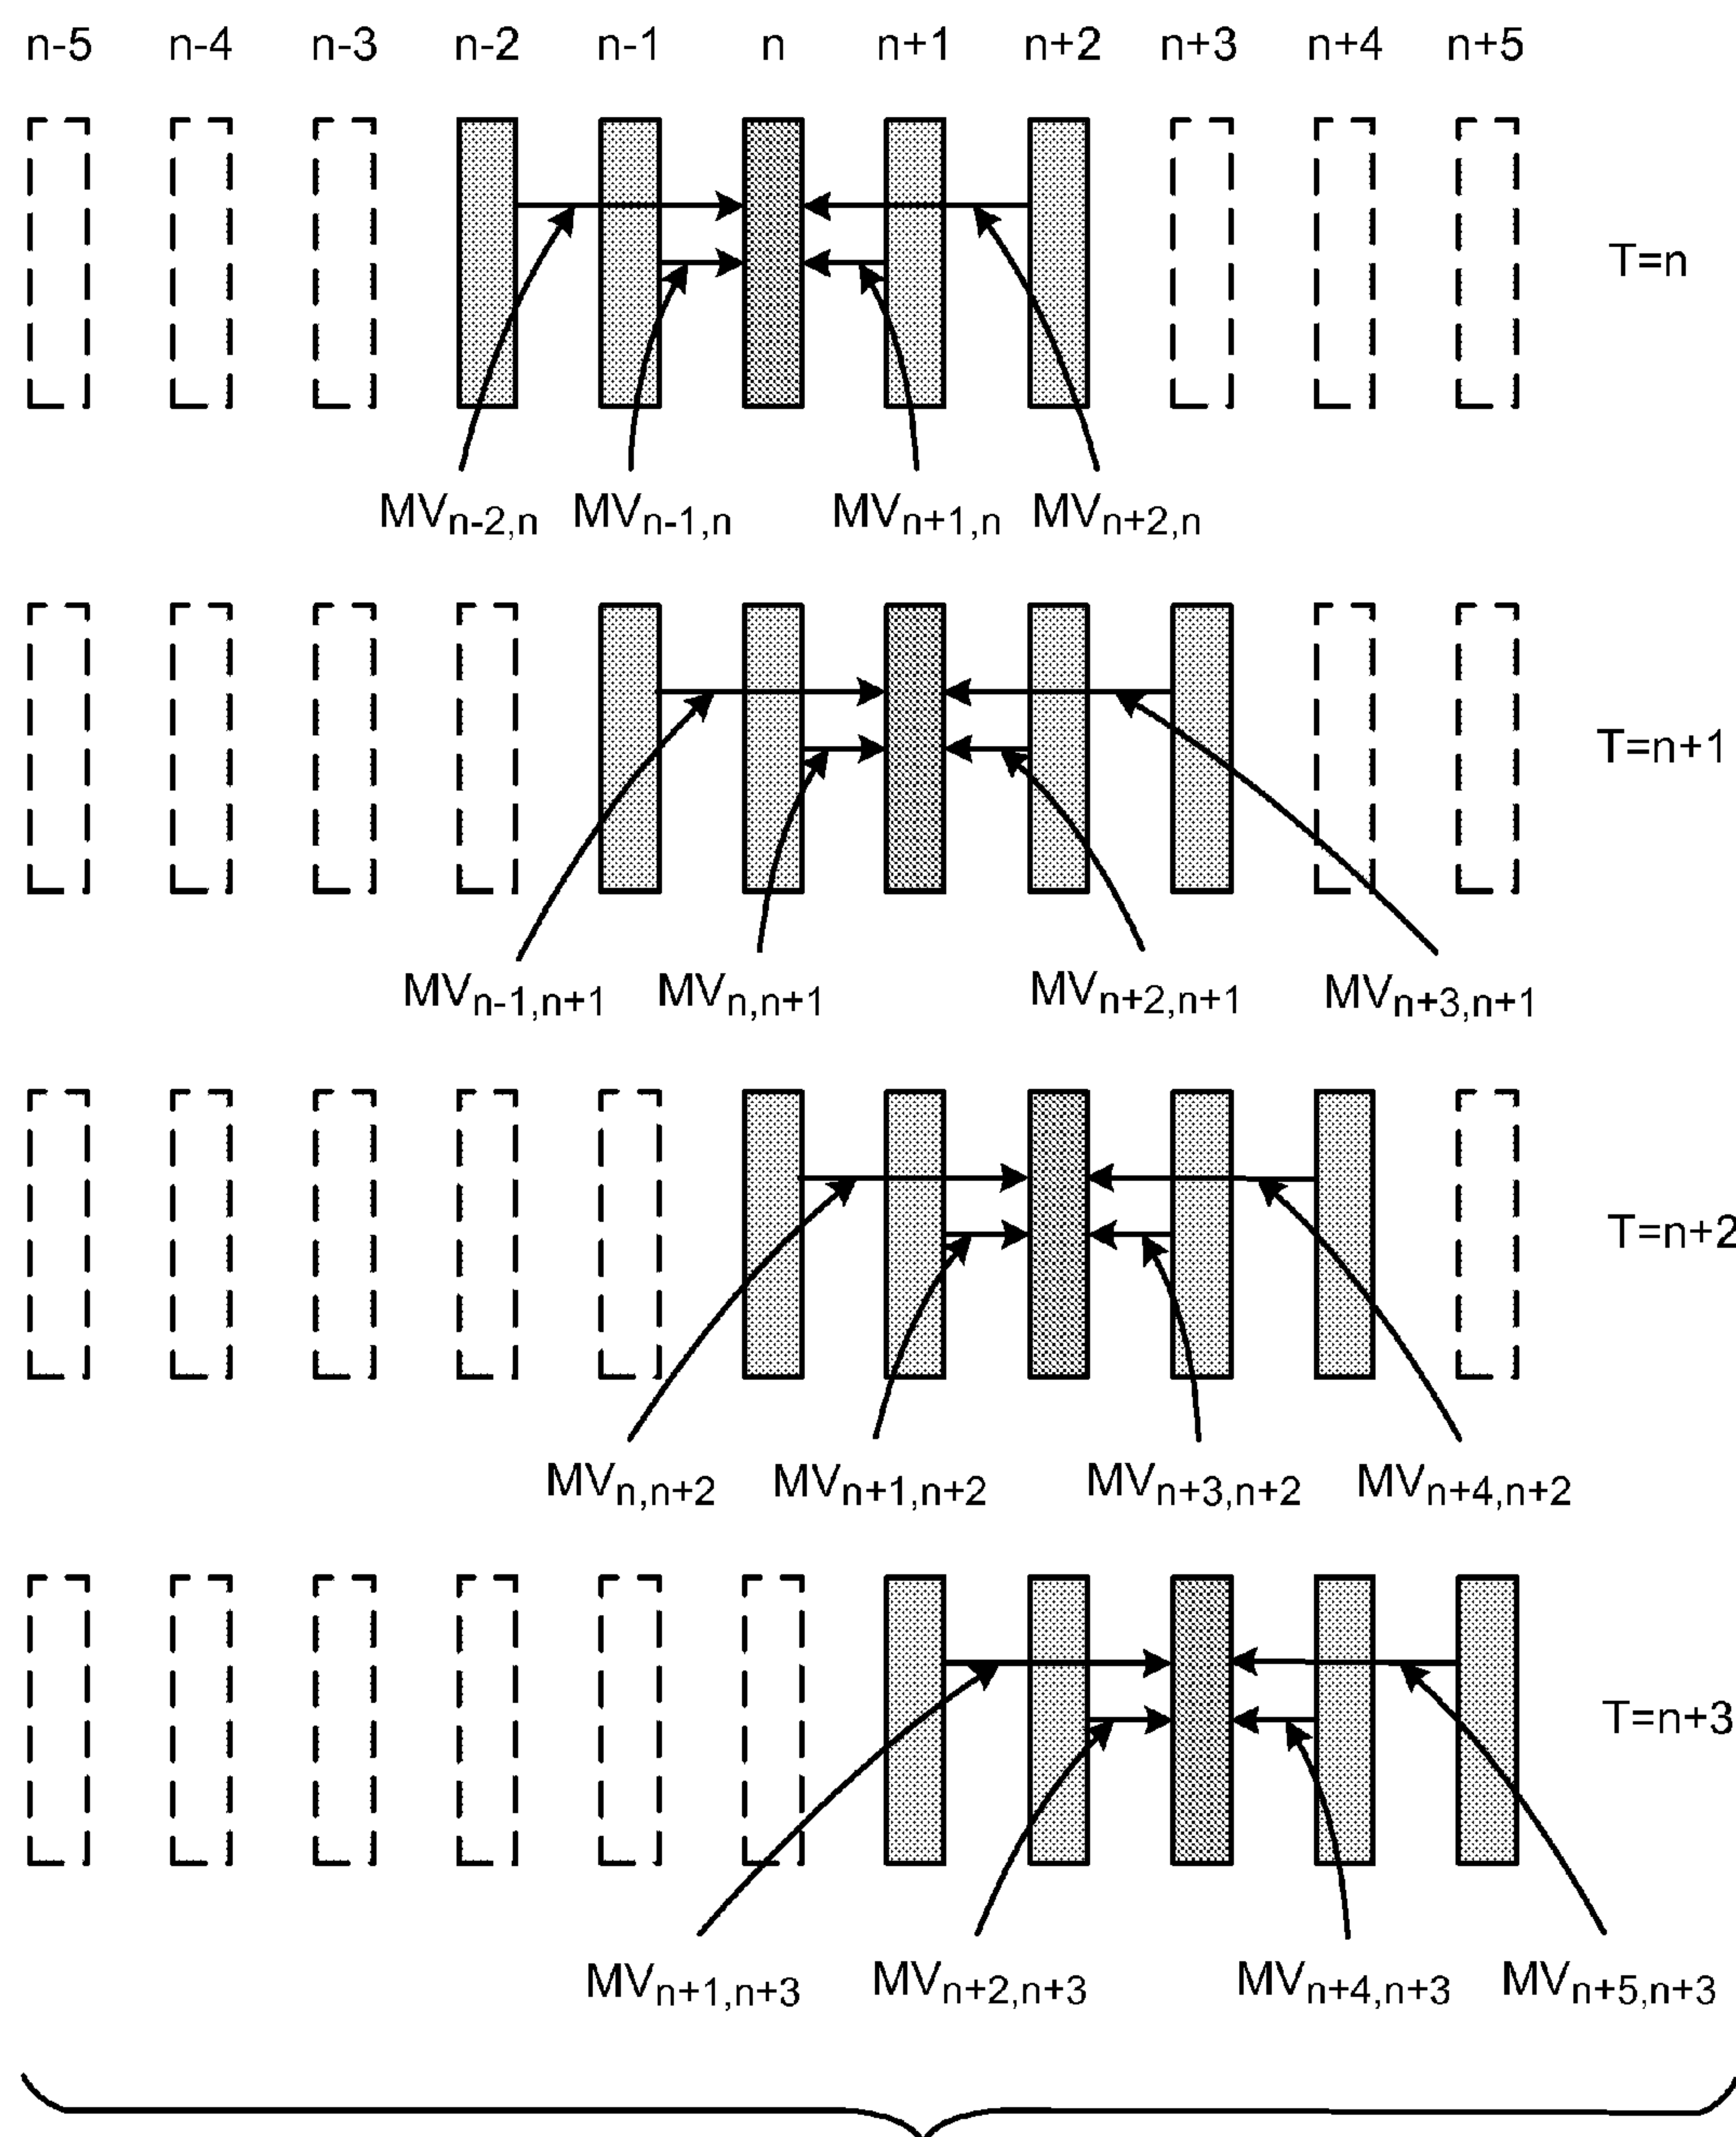 n-5 n-4 n-3 n-2 n-1 n n+1 n+2 n+3 n+4 n+5
T=n
MVn-2,n MVn-1,n MVn+1,n MVn+2,n
T=n+1
MVn-1,n+1 MVn,n+1 MVn+2,n+1 MVn+3,n+1
T=n+2
MVn,n+2 MVn+1,n+2 MVn+3,n+2 MVn+4,n+2
T=n+3
MVn+1,n+3 MVn+2,n+3 MVn+4,n+3 MVn+5,n+3